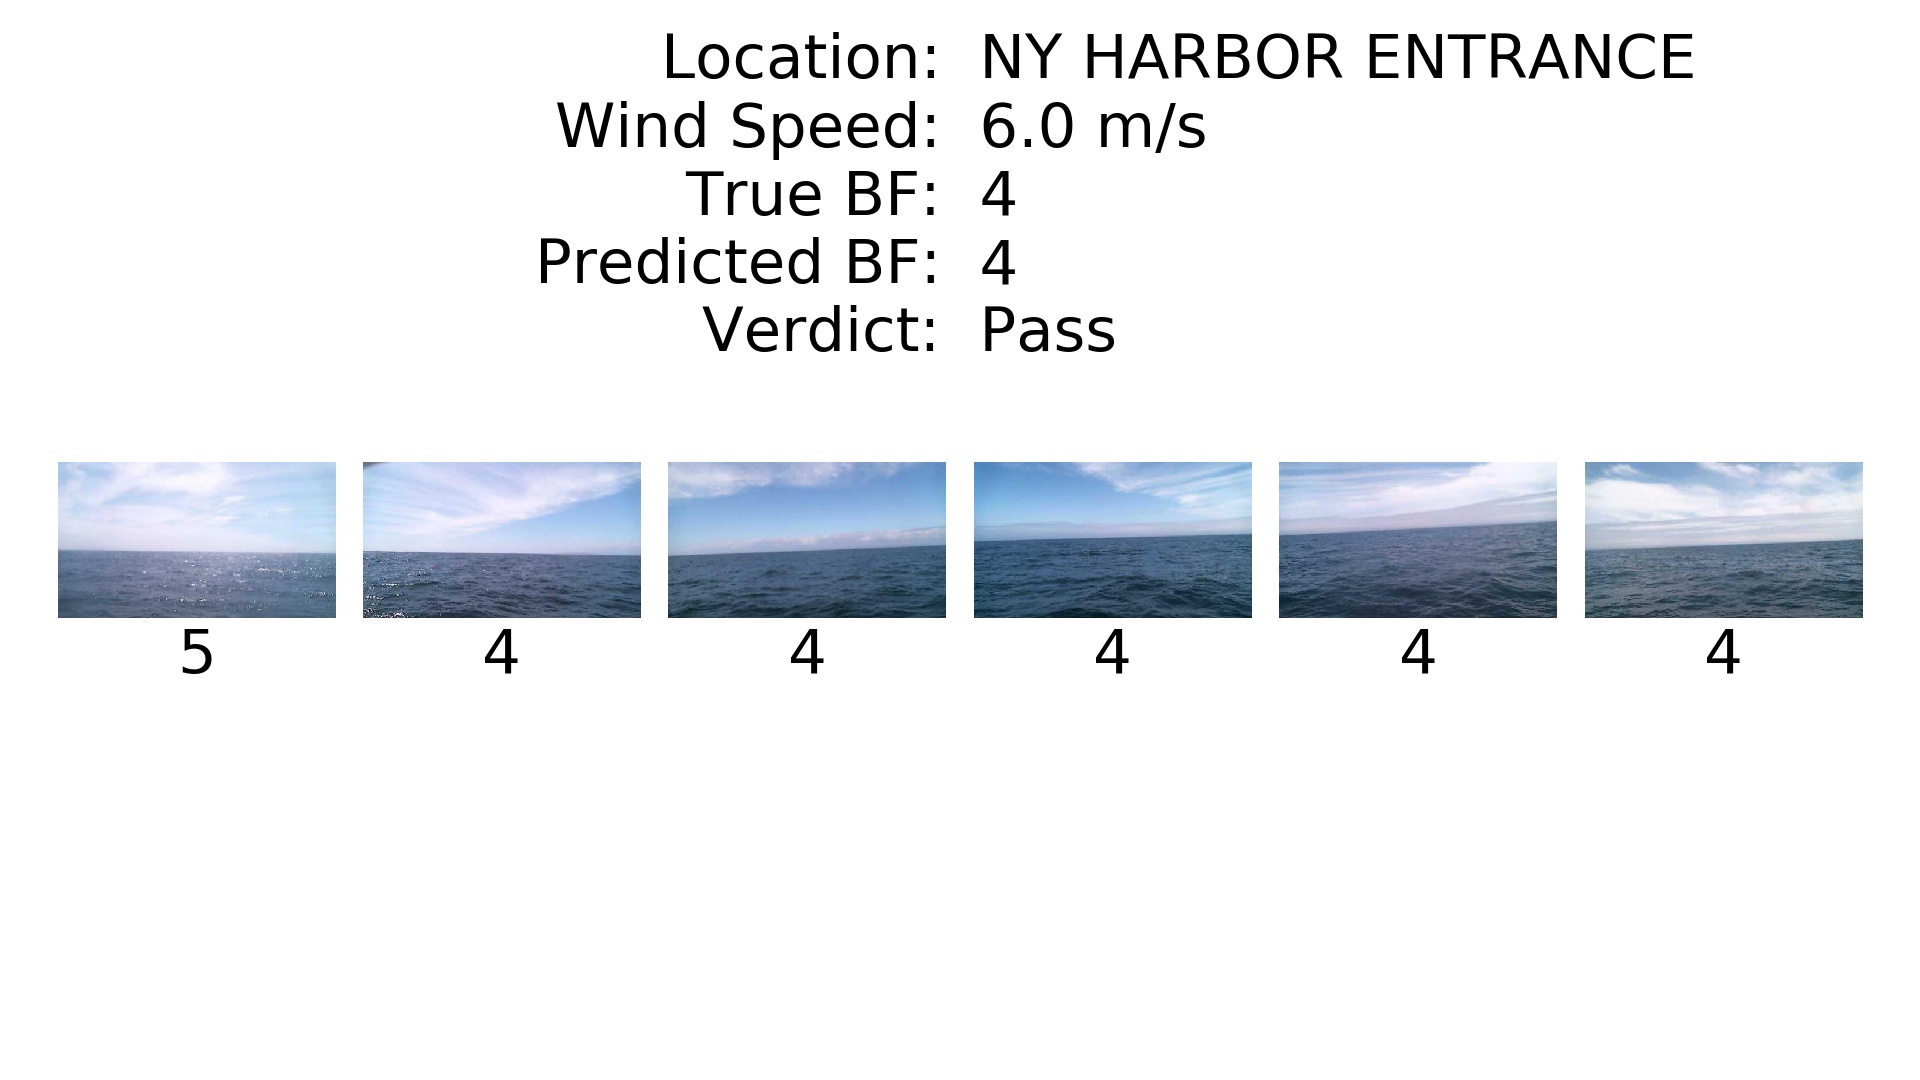 Location: NY HARBOR ENTRANCE
Wind Speed: 6.0 m/s
True BF: 4
Predicted BF: 4
Verdict: Pass
5 4 4 4 4 4